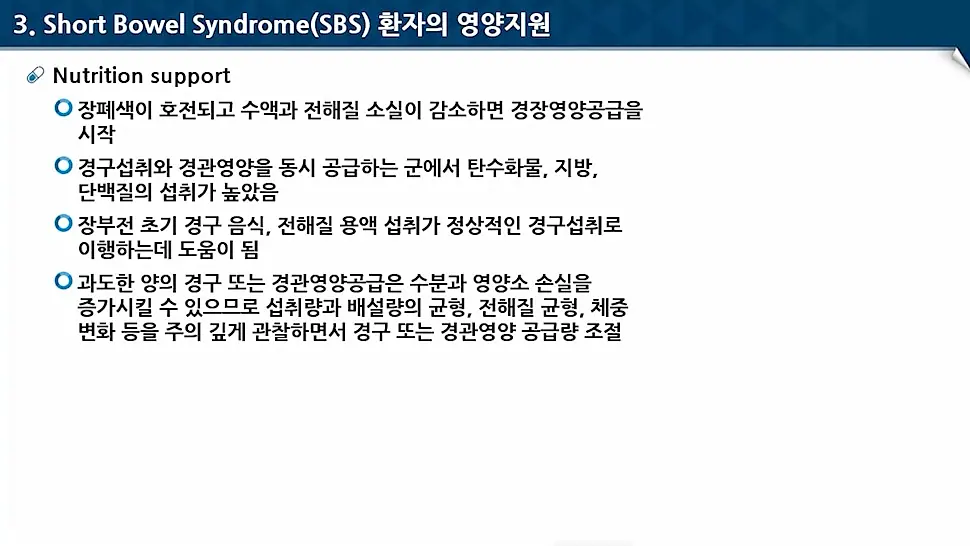 3. Short Bowel Syndrome(SBS) 환자의 영양지원
Nutrition support
장폐색이 호전되고 수액과 전해질 소실이 감소하면 경장영양공급을
시작
경구섭취와 경관영양을 동시 공급하는 군에서 탄수화물, 지방,
단백질의 섭취가 높았음
장부전 초기 경구 음식, 전해질 용액 섭취가 정상적인 경구섭취로
이행하는데 도움이 됨
과도한 양의 경구 또는 경관영양공급은 수분과 영양소 손실을
증가시킬 수 있으므로 섭취량과 배설량의 균형, 전해질 균형, 체중
변화 등을 주의 깊게 관찰하면서 경구 또는 경관영양 공급량 조절